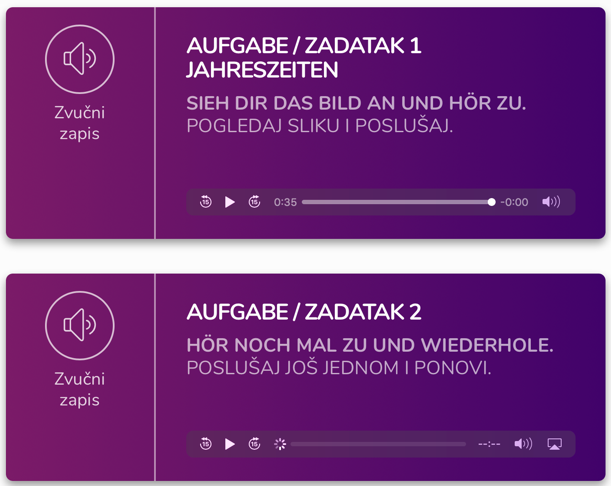 Zvučni
zapis
AUFGABE / ZADATAK 1
JAHRESZEITEN
SIEH DIR DAS BILD AN UND HÖR ZU.
POGLEDAJ SLIKU I POSLUŠAJ.
15
15
0:35
-0:00
Zvučni
zapis
AUFGABE / ZADATAK 2
HÖR NOCH MAL ZU UND WIEDERHOLE.
POSLUŠAJ JOŠ JEDNOM I PONOVI.
15
15
--:--